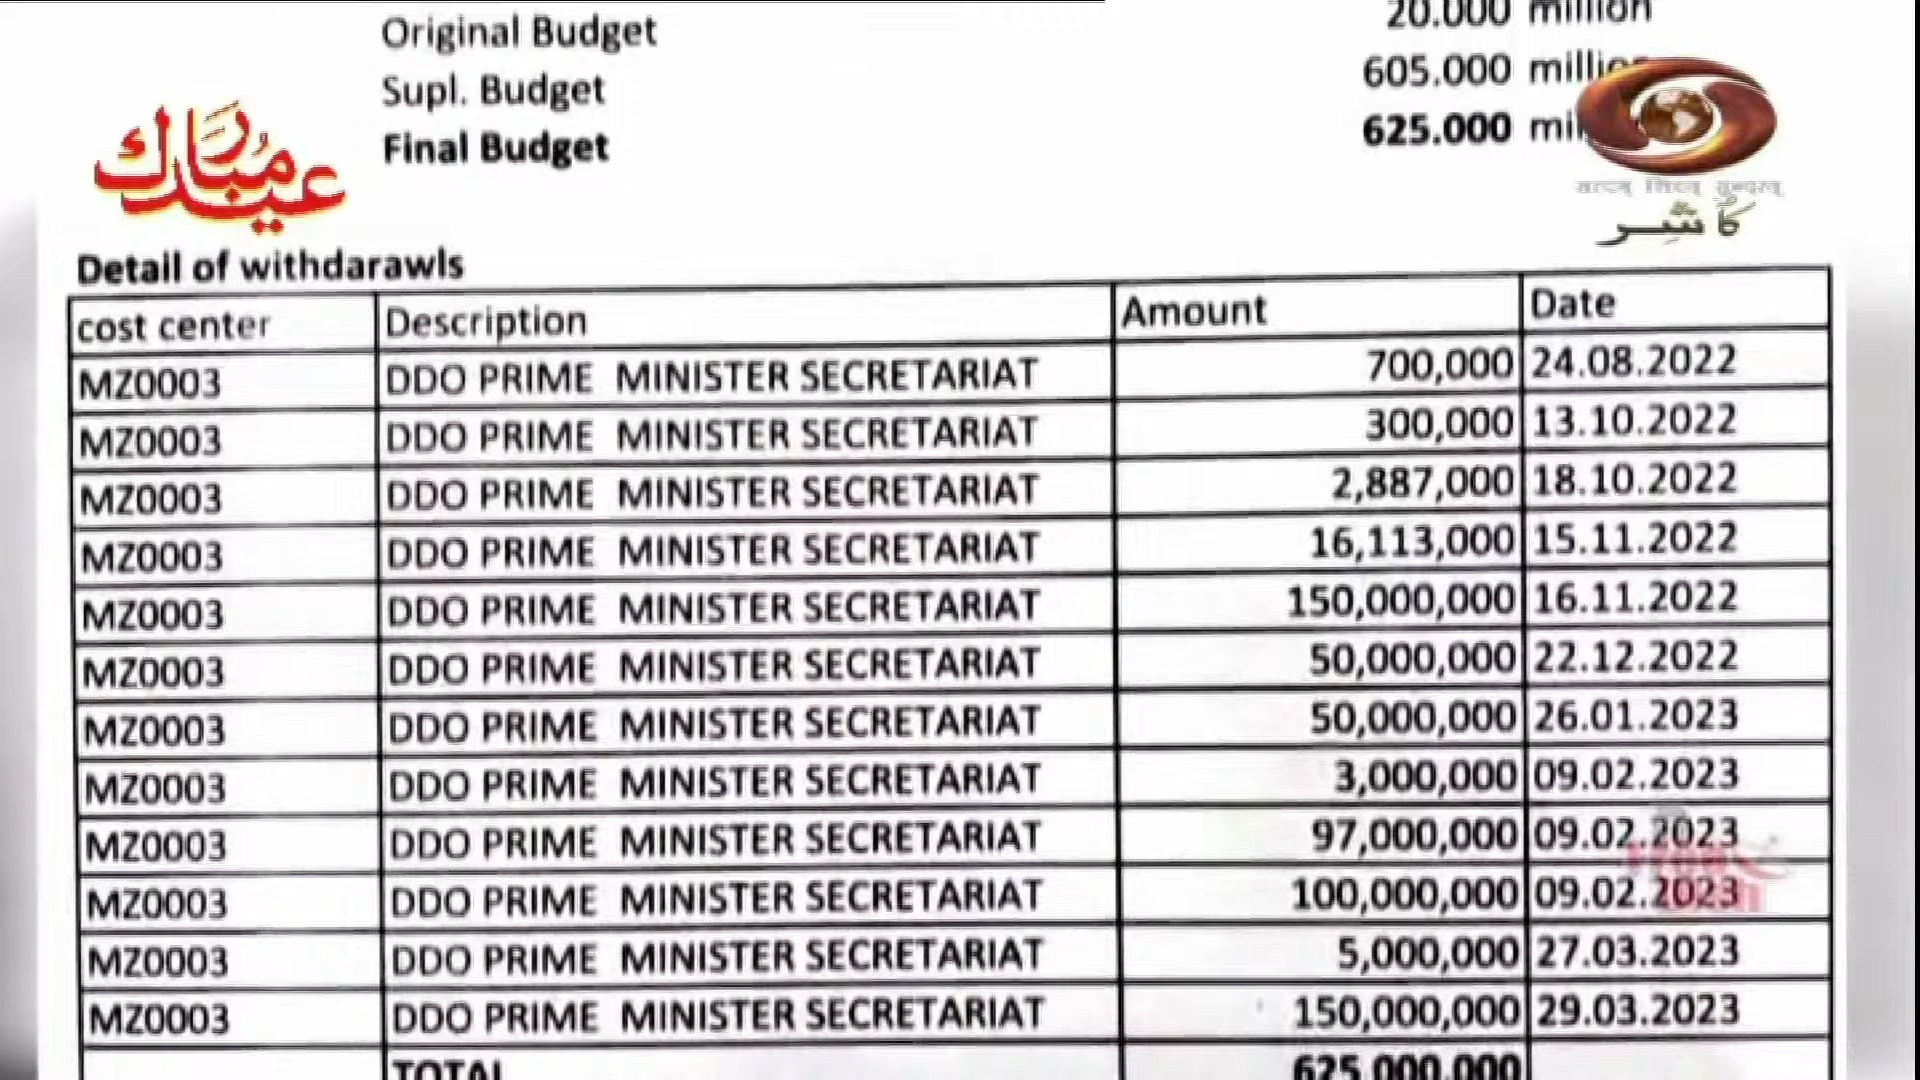 Original Budget 20.000 million
Supl. Budget 605.000 million
Final Budget 625.000
عید مُبارَک
सत्यम् शिवम् सुन्दरम्
کٲشِر
Detail of withdarawls
cost center Description Amount Date
MZ0003 DDO PRIME MINISTER SECRETARIAT 700,000 24.08.2022
MZ0003 DDO PRIME MINISTER SECRETARIAT 300,000 13.10.2022
MZ0003 DDO PRIME MINISTER SECRETARIAT 2,887,000 18.10.2022
MZ0003 DDO PRIME MINISTER SECRETARIAT 16,113,000 15.11.2022
MZ0003 DDO PRIME MINISTER SECRETARIAT 150,000,000 16.11.2022
MZ0003 DDO PRIME MINISTER SECRETARIAT 50,000,000 22.12.2022
MZ0003 DDO PRIME MINISTER SECRETARIAT 50,000,000 26.01.2023
MZ0003 DDO PRIME MINISTER SECRETARIAT 3,000,000 09.02.2023
MZ0003 DDO PRIME MINISTER SECRETARIAT 97,000,000 09.02.2023
MZ0003 DDO PRIME MINISTER SECRETARIAT 100,000,000 09.02.2023
MZ0003 DDO PRIME MINISTER SECRETARIAT 5,000,000 27.03.2023
MZ0003 DDO PRIME MINISTER SECRETARIAT 150,000,000 29.03.2023
TOTAL 625,000,000